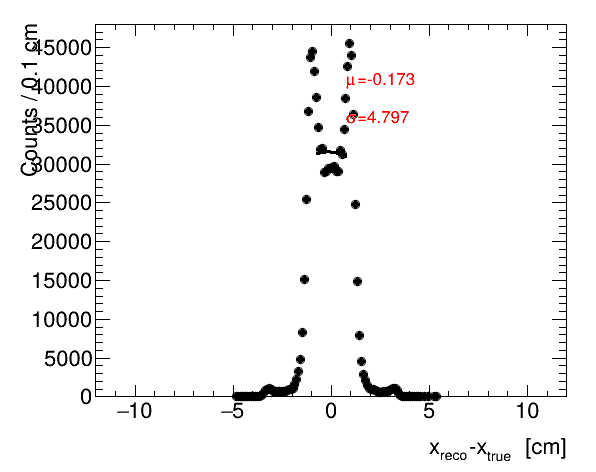 Counts / 0.1 cm
45000
40000
35000
30000
25000
20000
15000
10000
5000
0
μ=-0.173
σ=4.797
−10 −5 0 5 10
x_reco-x_true [cm]